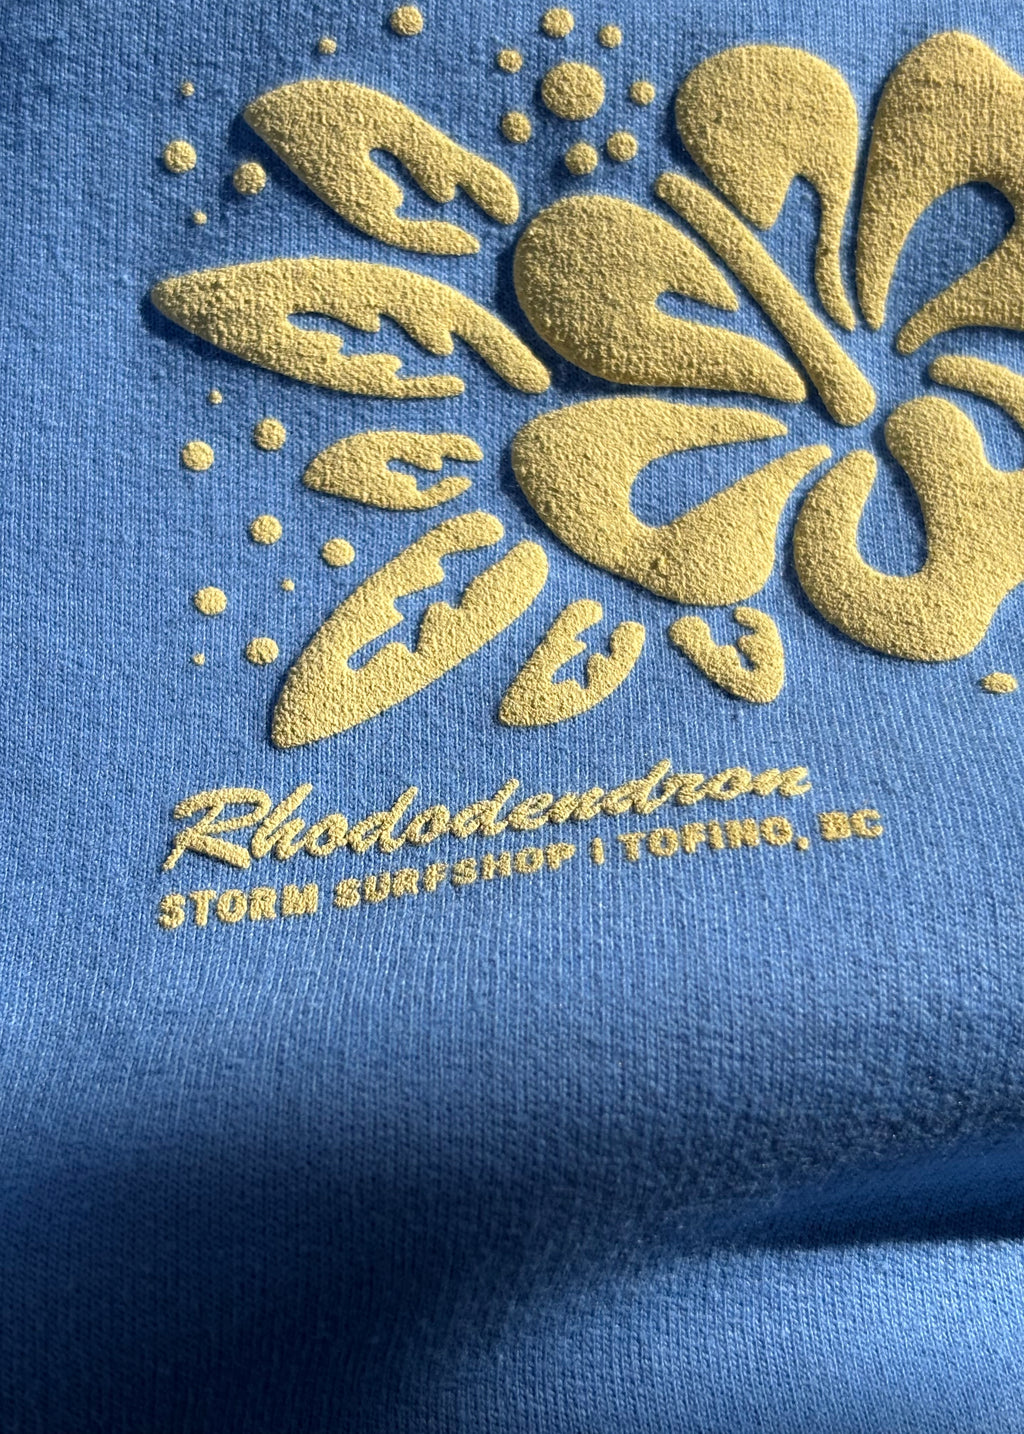 Rhododendron
STORM SURFSHOP | TOFINO, BC